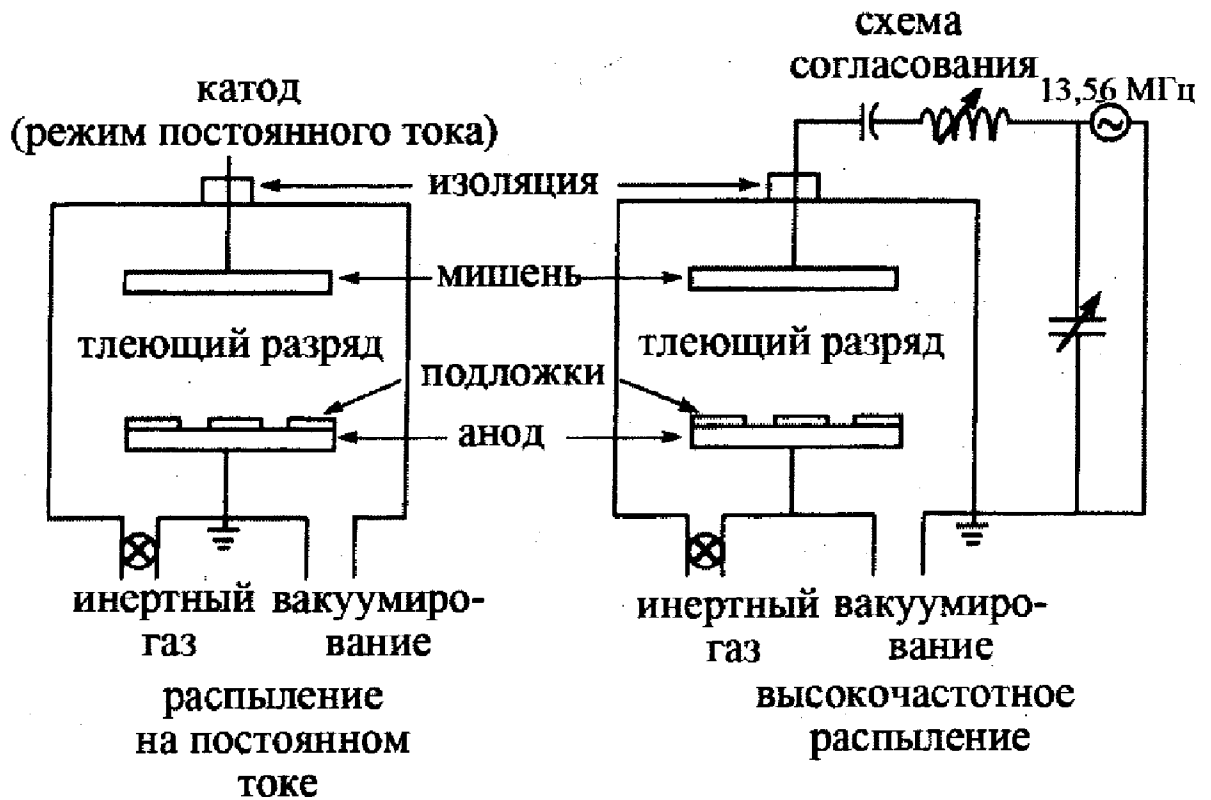 схема
согласования
13,56 МГц
катод
(режим постоянного тока)
изоляция
мишень
тлеющий разряд
тлеющий разряд
подложки
анод
инертный
газ
вакуумиро-
вание
инертный
газ
вакуумиро-
вание
распыление
на постоянном
токе
высокочастотное
распыление